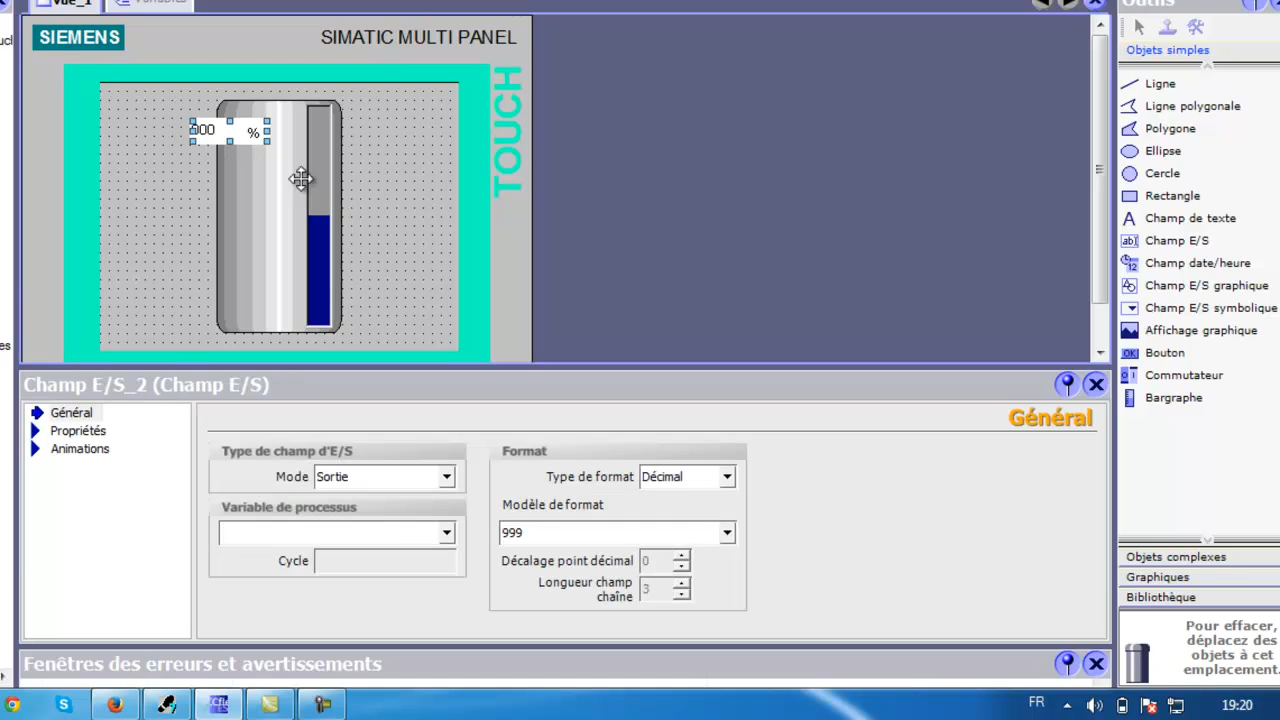 Vue_1
Variables
Outils
SIEMENS
SIMATIC MULTI PANEL
TOUCH
000 %
Objets simples
Ligne
Ligne polygonale
Polygone
Ellipse
Cercle
Rectangle
Champ de texte
Champ E/S
Champ date/heure
Champ E/S graphique
Champ E/S symbolique
Affichage graphique
Bouton
Commutateur
Bargraphe
Objets complexes
Graphiques
Bibliothèque
Pour effacer,
déplacez des
objets à cet
emplacement.
Champ E/S_2 (Champ E/S)
Général
Propriétés
Animations
Général
Type de champ d'E/S
Mode Sortie
Variable de processus
Cycle
Format
Type de format Décimal
Modèle de format
999
Décalage point décimal 0
Longueur champ
chaîne 3
Fenêtres des erreurs et avertissements
FR 19:20